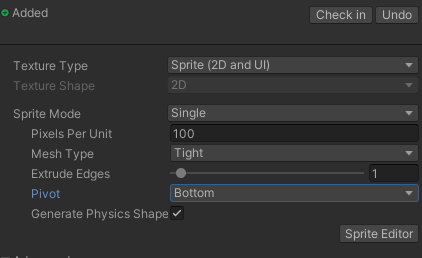 Added Check in Undo
Texture Type Sprite (2D and UI)
Texture Shape 2D
Sprite Mode Single
Pixels Per Unit 100
Mesh Type Tight
Extrude Edges 1
Pivot Bottom
Generate Physics Shape
Sprite Editor